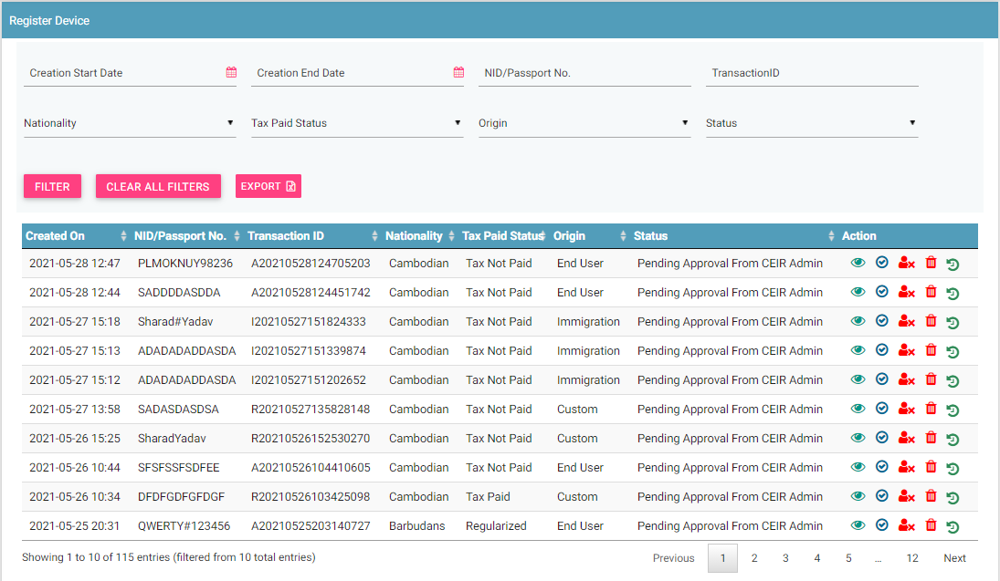 Register Device
Creation Start Date Creation End Date NID/Passport No. TransactionID
Nationality Tax Paid Status Origin Status
FILTER CLEAR ALL FILTERS EXPORT
Created On NID/Passport No. Transaction ID Nationality Tax Paid Status Origin Status Action
2021-05-28 12:47 PLMOKNUY98236 A20210528124705203 Cambodian Tax Not Paid End User Pending Approval From CEIR Admin
2021-05-28 12:44 SADDDDASDDA A20210528124451742 Cambodian Tax Not Paid End User Pending Approval From CEIR Admin
2021-05-27 15:18 Sharad#Yadav I20210527151824333 Cambodian Tax Not Paid Immigration Pending Approval From CEIR Admin
2021-05-27 15:13 ADADADADDASDA I20210527151339874 Cambodian Tax Not Paid Immigration Pending Approval From CEIR Admin
2021-05-27 15:12 ADADADADDASDA I20210527151202652 Cambodian Tax Not Paid Immigration Pending Approval From CEIR Admin
2021-05-27 13:58 SADASDASDSA R20210527135828148 Cambodian Tax Not Paid Custom Pending Approval From CEIR Admin
2021-05-26 15:25 SharadYadav R20210526152530270 Cambodian Tax Not Paid Custom Pending Approval From CEIR Admin
2021-05-26 10:44 SFSFSSFSDFEE A20210526104410605 Cambodian Tax Not Paid End User Pending Approval From CEIR Admin
2021-05-26 10:34 DFDFGDFGFDGF R20210526103425098 Cambodian Tax Paid Custom Pending Approval From CEIR Admin
2021-05-25 20:31 QWERTY#123456 A20210525203140727 Barbudans Regularized End User Pending Approval From CEIR Admin
Showing 1 to 10 of 115 entries (filtered from 10 total entries) Previous 1 2 3 4 5 … 12 Next